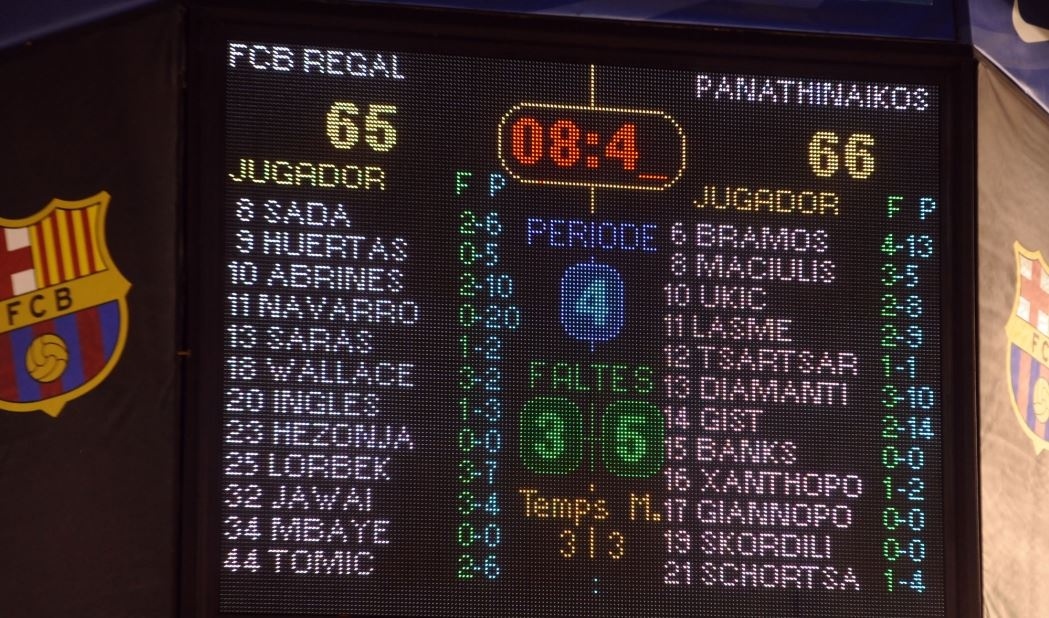 FCB REGAL
65
JUGADOR F P
8 SADA 2-6
9 HUERTAS 0-5
10 ABRINES 2-10
11 NAVARRO 0-20
13 SARAS 1-2
18 WALLACE 3-2
20 INGLES 1-3
23 HEZONJA 0-0
25 LORBEK 3-7
32 JAWAI 3-4
34 MBAYE 0-0
44 TOMIC 2-6
08:4_
PERIODE
4
FALTES
3 5
Temps M.
3 3
PANATHINAIKOS
66
JUGADOR F P
6 BRAMOS 4-13
8 MACIULIS 3-5
10 UKIC 2-8
11 LASME 2-9
12 TSARTSAR 1-1
13 DIAMANTI 3-10
14 GIST 2-14
15 BANKS 0-0
16 XANTHOPO 1-2
17 GIANNOPO 0-0
19 SKORDILI 0-0
21 SCHORTSA 1-4
FCB
FC